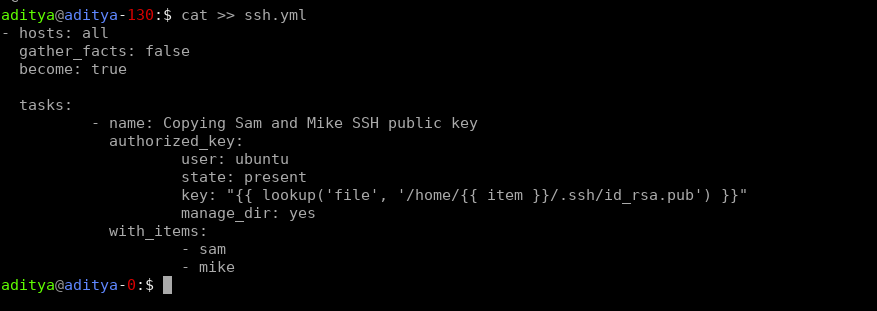 aditya@aditya-130:$ cat >> ssh.yml
- hosts: all
  gather_facts: false
  become: true

  tasks:
          - name: Copying Sam and Mike SSH public key
            authorized_key:
                    user: ubuntu
                    state: present
                    key: "{{ lookup('file', '/home/{{ item }}/.ssh/id_rsa.pub') }}"
                    manage_dir: yes
            with_items:
                    - sam
                    - mike
aditya@aditya-0:$